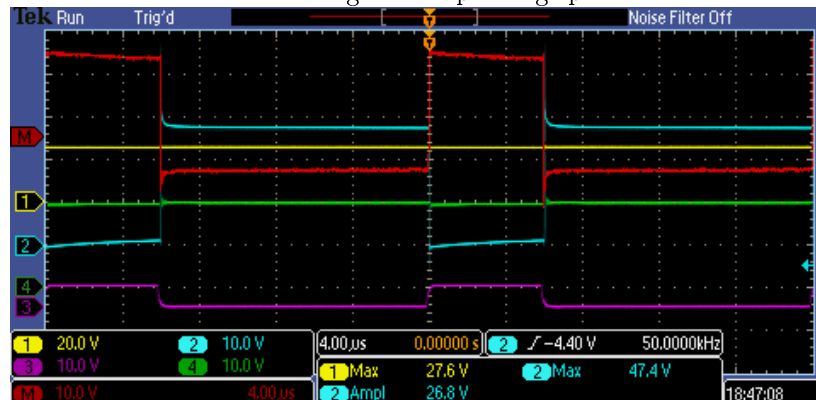 Tek Run Trig'd Noise Filter Off
T
T
M
1
2
4
3
1 20.0 V 2 10.0 V 4.00µs 0.00000 s 2 ∫ -4.40 V 50.0000kHz
3 10.0 V 4 10.0 V 1 Max 27.6 V 2 Max 47.4 V
M 10.0 V 4.00 us 2 Ampl 26.8 V 18:47:08